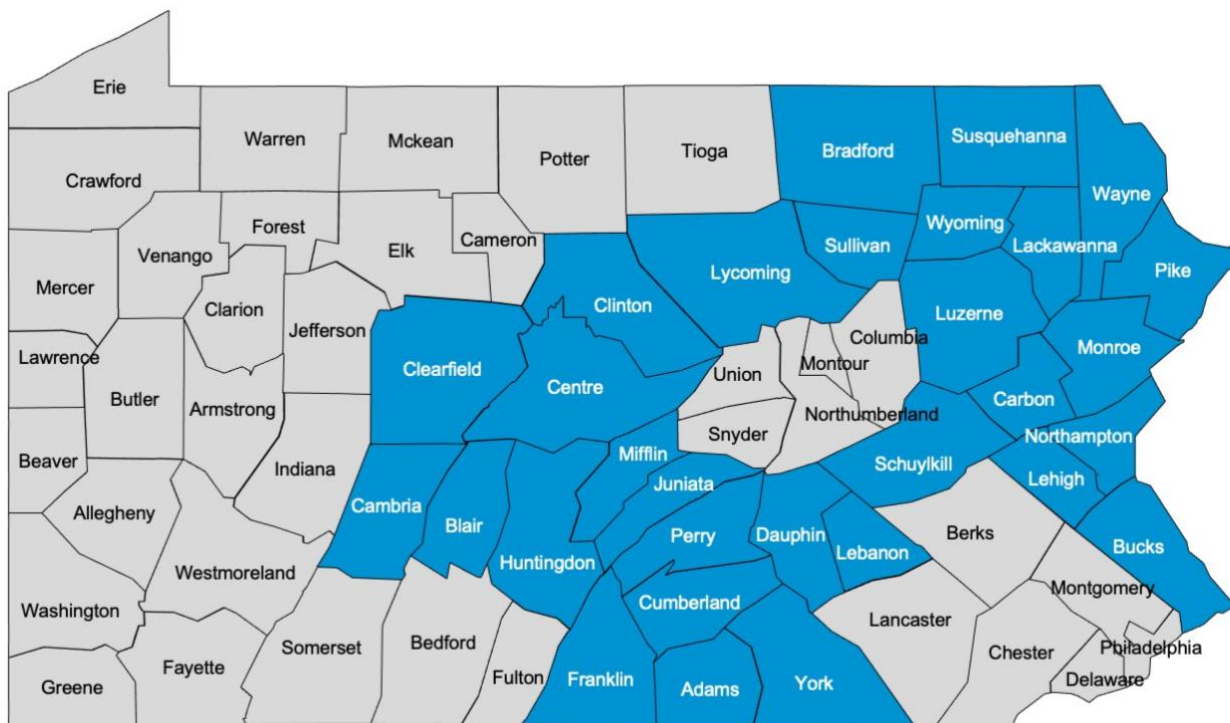 Erie
Warren
Mckean
Potter
Tioga
Bradford
Susquehanna
Crawford
Wayne
Forest
Wyoming
Venango
Elk
Cameron
Sullivan
Lackawanna
Lycoming
Pike
Mercer
Clinton
Clarion
Luzerne
Jefferson
Columbia
Monroe
Lawrence
Montour
Clearfield
Union
Centre
Butler
Carbon
Armstrong
Northumberland
Snyder
Northampton
Mifflin
Beaver
Schuylkill
Indiana
Lehigh
Juniata
Cambria
Allegheny
Blair
Perry
Dauphin
Berks
Bucks
Lebanon
Huntingdon
Westmoreland
Montgomery
Cumberland
Washington
Lancaster
Bedford
Somerset
Philadelphia
Chester
Fayette
Fulton
Franklin
Delaware
Greene
Adams
York